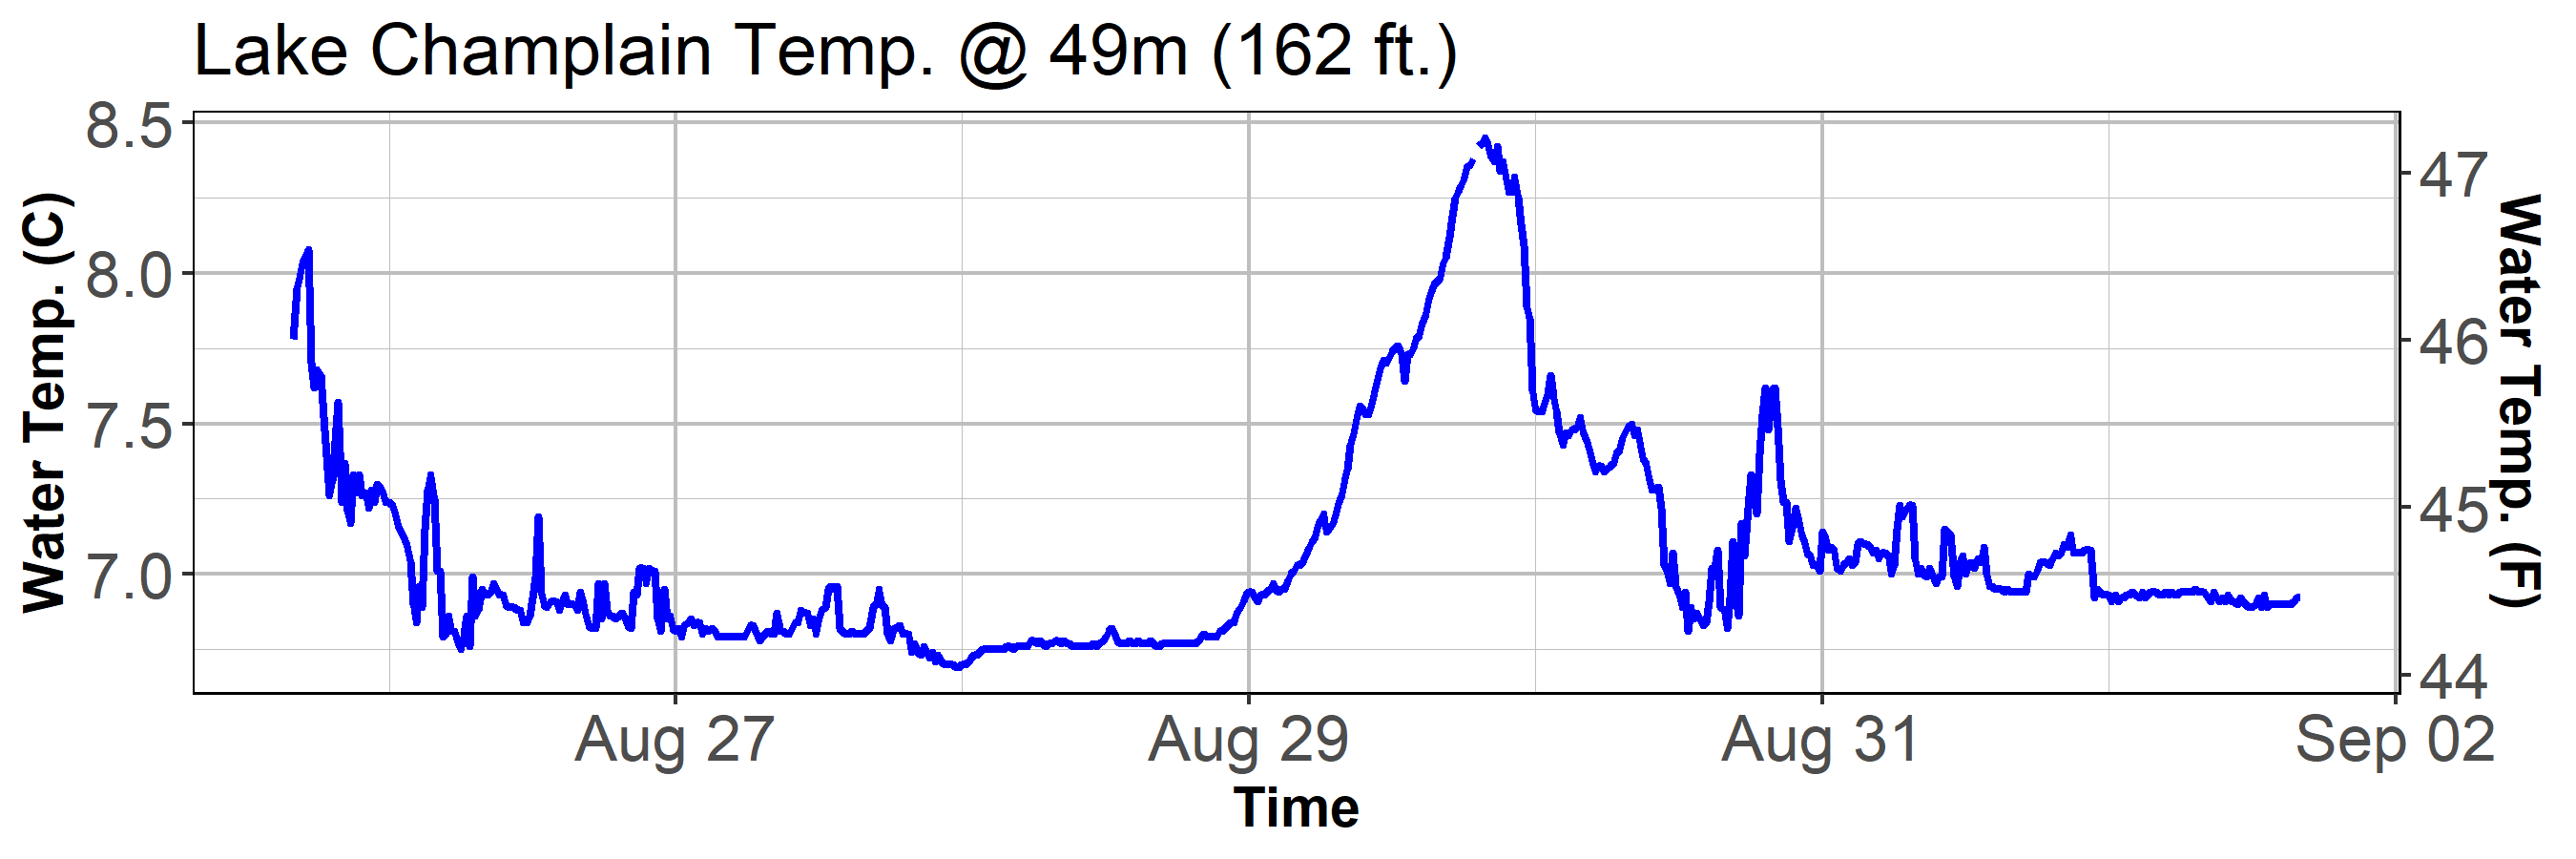 Lake Champlain Temp. @ 49m (162 ft.)
8.5
8.0
7.5
7.0
Water Temp. (C)
47
46
45
44
Water Temp. (F)
Aug 27
Aug 29
Aug 31
Sep 02
Time